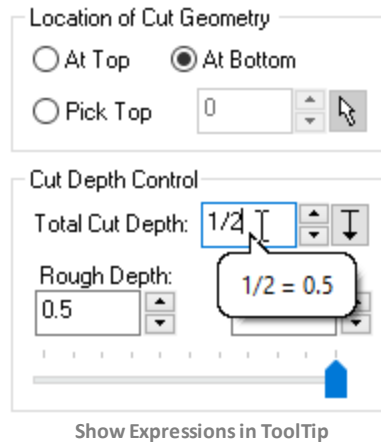 Location of Cut Geometry
At Top At Bottom
Pick Top 0
Cut Depth Control
Total Cut Depth: 1/2
1/2 = 0.5
Rough Depth:
0.5
Show Expressions in ToolTip